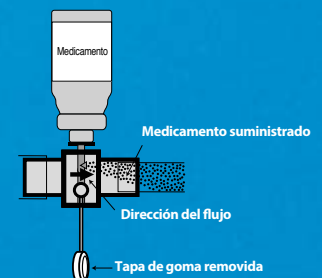 Medicamento
Medicamento suministrado
Dirección del flujo
Tapa de goma removida